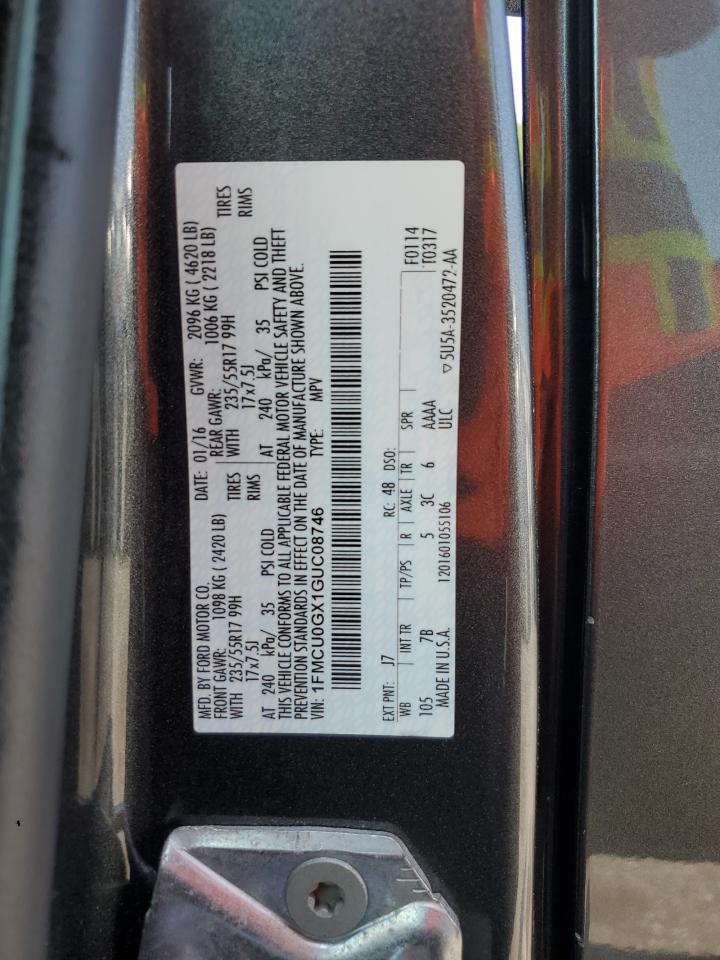 MFD. BY FORD MOTOR CO. DATE: 01/16 GVWR: 2096 KG ( 4620 LB)
FRONT GAWR: 1098 KG ( 2420 LB) REAR GAWR: 1006 KG ( 2218 LB)
WITH 235/55R17 99H TIRES WITH 235/55R17 99H TIRES
17x7.5J RIMS 17x7.5J RIMS
AT 240 kPa/ 35 PSI COLD AT 240 kPa/ 35 PSI COLD
THIS VEHICLE CONFORMS TO ALL APPLICABLE FEDERAL MOTOR VEHICLE SAFETY AND THEFT
PREVENTION STANDARDS IN EFFECT ON THE DATE OF MANUFACTURE SHOWN ABOVE.
VIN: 1FMCU0GX1GUC08746 TYPE: MPV
EXT PNT: J7 RC: 48 DSO: F0114
WB INT TR TP/PS R AXLE TR SPR T0317
105 7B 5 3C 6 AAAA
MADE IN U.S.A. 1201601055106 ULC ▽5U5A-3520472-AA